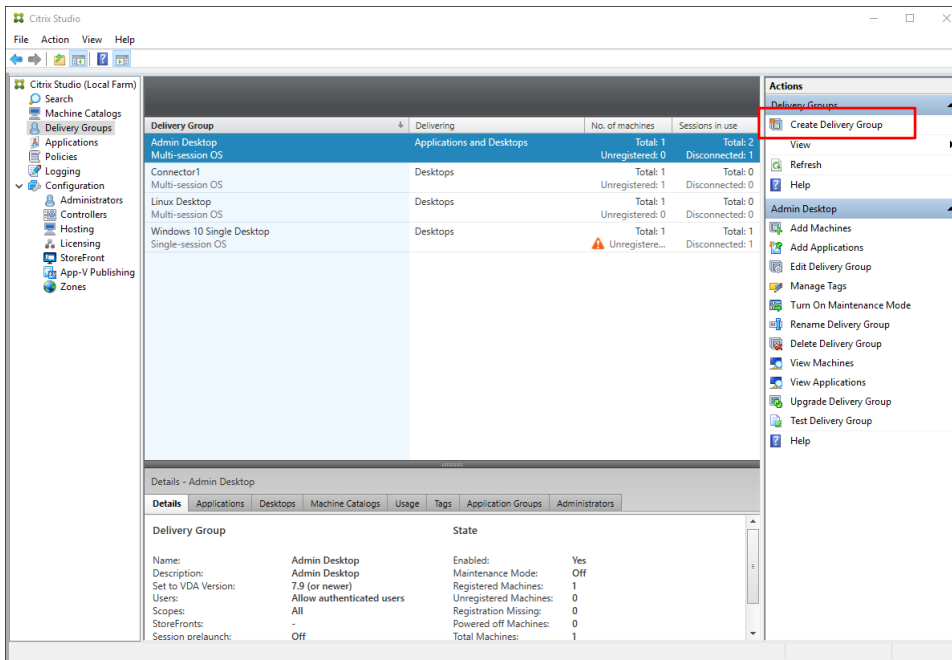 Citrix Studio
File Action View Help
Citrix Studio (Local Farm)
Search
Machine Catalogs
Delivery Groups
Applications
Policies
Logging
Configuration
Administrators
Controllers
Hosting
Licensing
StoreFront
App-V Publishing
Zones
Delivery Group Delivering No. of machines Sessions in use
Admin Desktop Applications and Desktops Total: 1 Total: 2
Multi-session OS Unregistered: 0 Disconnected: 1
Connector1 Desktops Total: 1 Total: 0
Multi-session OS Unregistered: 1 Disconnected: 0
Linux Desktop Desktops Total: 1 Total: 0
Multi-session OS Unregistered: 0 Disconnected: 0
Windows 10 Single Desktop Desktops Total: 1 Total: 1
Single-session OS Unregistere... Disconnected: 1
Details - Admin Desktop
Details Applications Desktops Machine Catalogs Usage Tags Application Groups Administrators
Delivery Group State
Name: Admin Desktop Enabled: Yes
Description: Admin Desktop Maintenance Mode: Off
Set to VDA Version: 7.9 (or newer) Registered Machines: 1
Users: Allow authenticated users Unregistered Machines: 0
Scopes: All Registration Missing: 0
StoreFronts: - Powered off Machines: 0
Session prelaunch: Off Total Machines: 1
Actions
Delivery Groups
Create Delivery Group
View
Refresh
Help
Admin Desktop
Add Machines
Add Applications
Edit Delivery Group
Manage Tags
Turn On Maintenance Mode
Rename Delivery Group
Delete Delivery Group
View Machines
View Applications
Upgrade Delivery Group
Test Delivery Group
Help